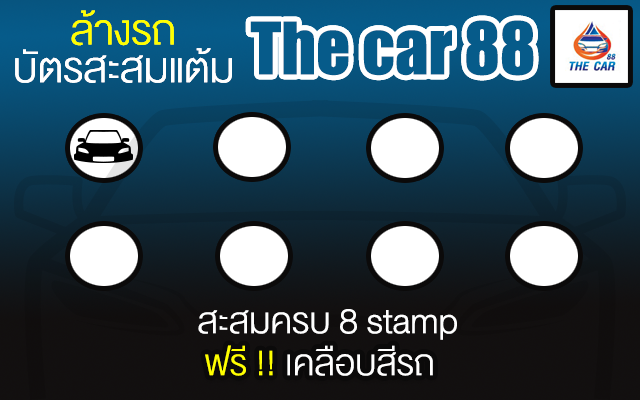 ล้างรถ
บัตรสะสมแต้ม
The car 88
88
THE CAR
สะสมครบ 8 stamp
ฟรี !! เคลือบสีรถ